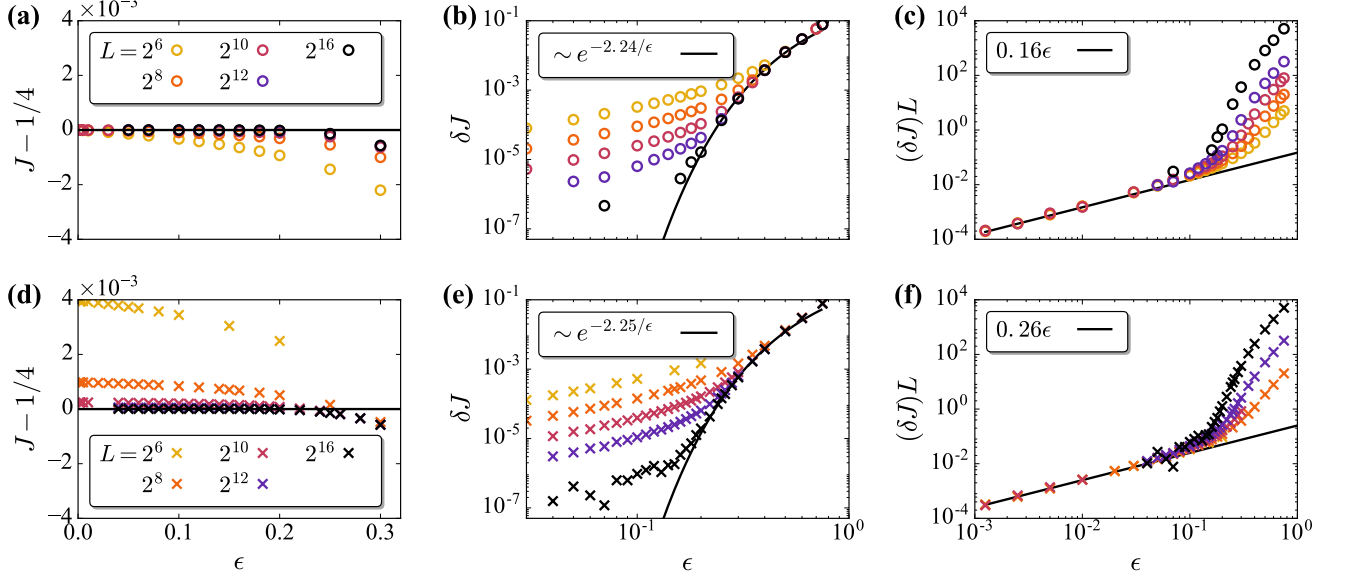 (a)
×10⁻³
4
2
0
−2
−4
J − 1/4
L = 2⁶ 2¹⁰ 2¹⁶
2⁸ 2¹²
(b)
10⁻¹
10⁻³
10⁻⁵
10⁻⁷
δJ
∼ e^{−2.24/ϵ}
(c)
10⁴
10²
10⁰
10⁻²
10⁻⁴
(δJ)L
0.16ϵ
(d)
×10⁻³
4
2
0
−2
−4
J − 1/4
L = 2⁶ 2¹⁰ 2¹⁶
2⁸ 2¹²
0.0 0.1 0.2 0.3
ϵ
(e)
10⁻¹
10⁻³
10⁻⁵
10⁻⁷
δJ
∼ e^{−2.25/ϵ}
10⁻¹ 10⁰
ϵ
(f)
10⁴
10²
10⁰
10⁻²
10⁻⁴
(δJ)L
0.26ϵ
10⁻³ 10⁻² 10⁻¹ 10⁰
ϵ